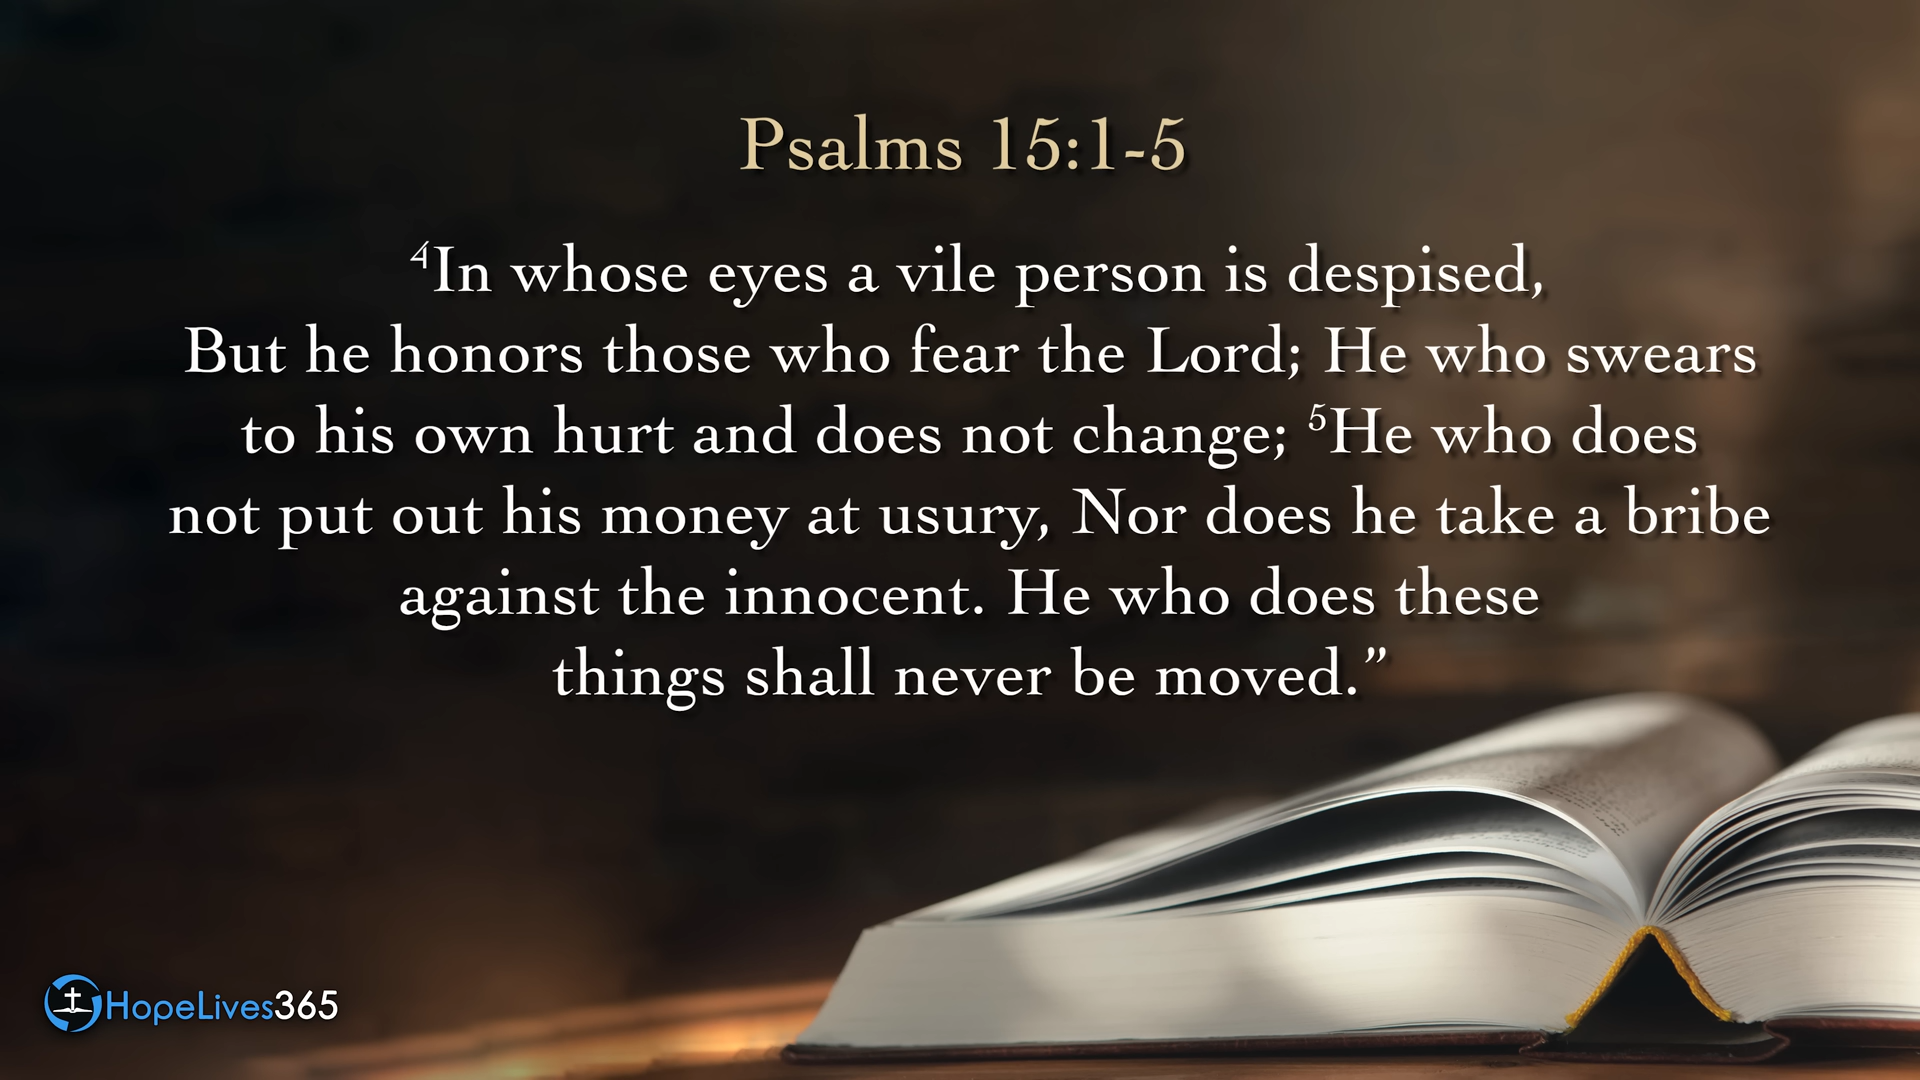 Psalms 15:1-5
⁴In whose eyes a vile person is despised,
But he honors those who fear the Lord; He who swears
to his own hurt and does not change; ⁵He who does
not put out his money at usury, Nor does he take a bribe
against the innocent. He who does these
things shall never be moved.”
HopeLives365